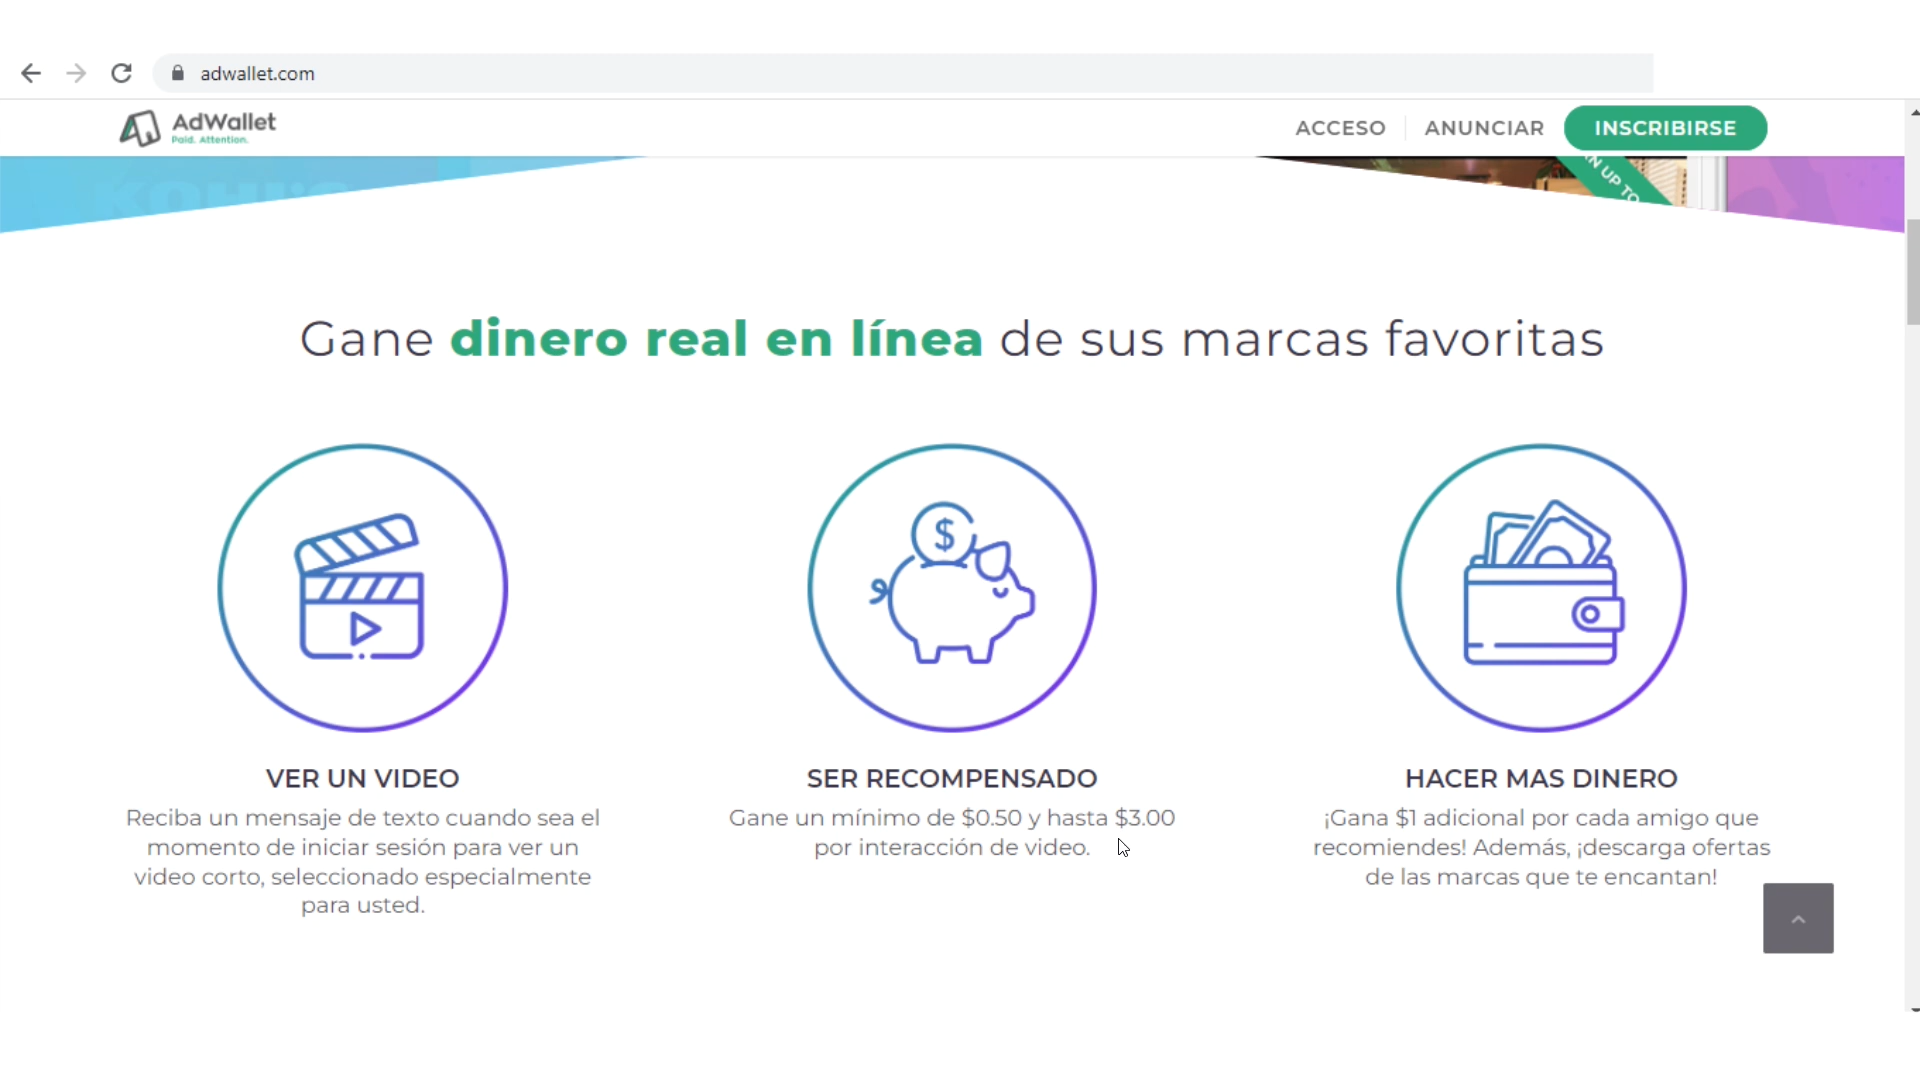 adwallet.com
AdWallet
Paid. Attention.
ACCESO
ANUNCIAR
INSCRIBIRSE
KOHL'S
N UP TO
Gane dinero real en línea de sus marcas favoritas
$
VER UN VIDEO
Reciba un mensaje de texto cuando sea el
momento de iniciar sesión para ver un
video corto, seleccionado especialmente
para usted.
SER RECOMPENSADO
Gane un mínimo de $0.50 y hasta $3.00
por interacción de video.
HACER MAS DINERO
¡Gana $1 adicional por cada amigo que
recomiendes! Además, ¡descarga ofertas
de las marcas que te encantan!